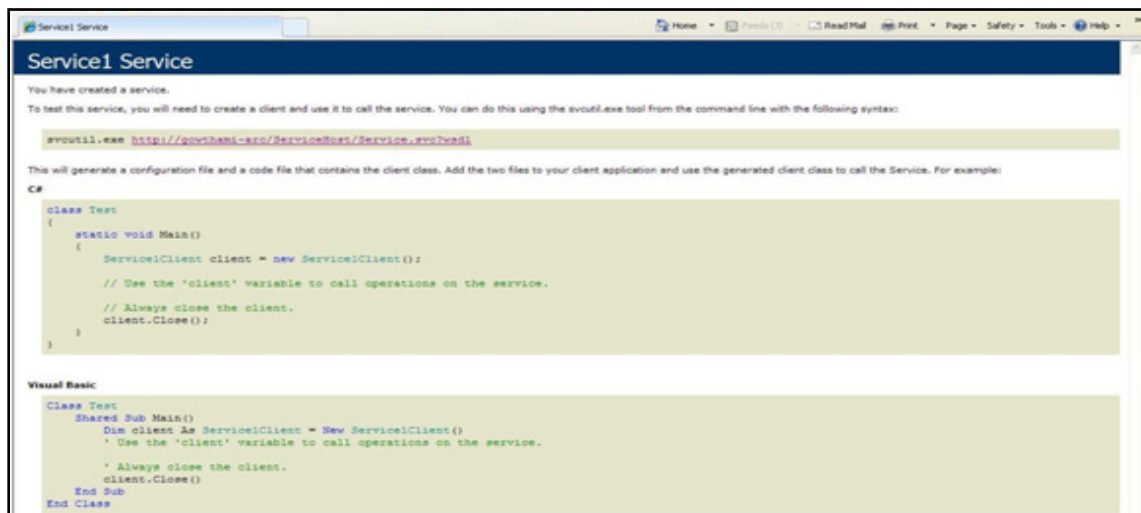 Service1 Service
Home Feeds (0) Read Mail Print Page Safety Tools Help
Service1 Service
You have created a service.
To test this service, you will need to create a client and use it to call the service. You can do this using the svcutil.exe tool from the command line with the following syntax:
svcutil.exe http://gowthami-arc/ServiceHost/Service.svc?wsdl
This will generate a configuration file and a code file that contains the client class. Add the two files to your client application and use the generated client class to call the Service. For example:
C#
class Test
{
static void Main()
{
Service1Client client = new Service1Client();
// Use the 'client' variable to call operations on the service.
// Always close the client.
client.Close();
}
}
Visual Basic
Class Test
Shared Sub Main()
Dim client As Service1Client = New Service1Client()
' Use the 'client' variable to call operations on the service.
' Always close the client.
client.Close()
End Sub
End Class